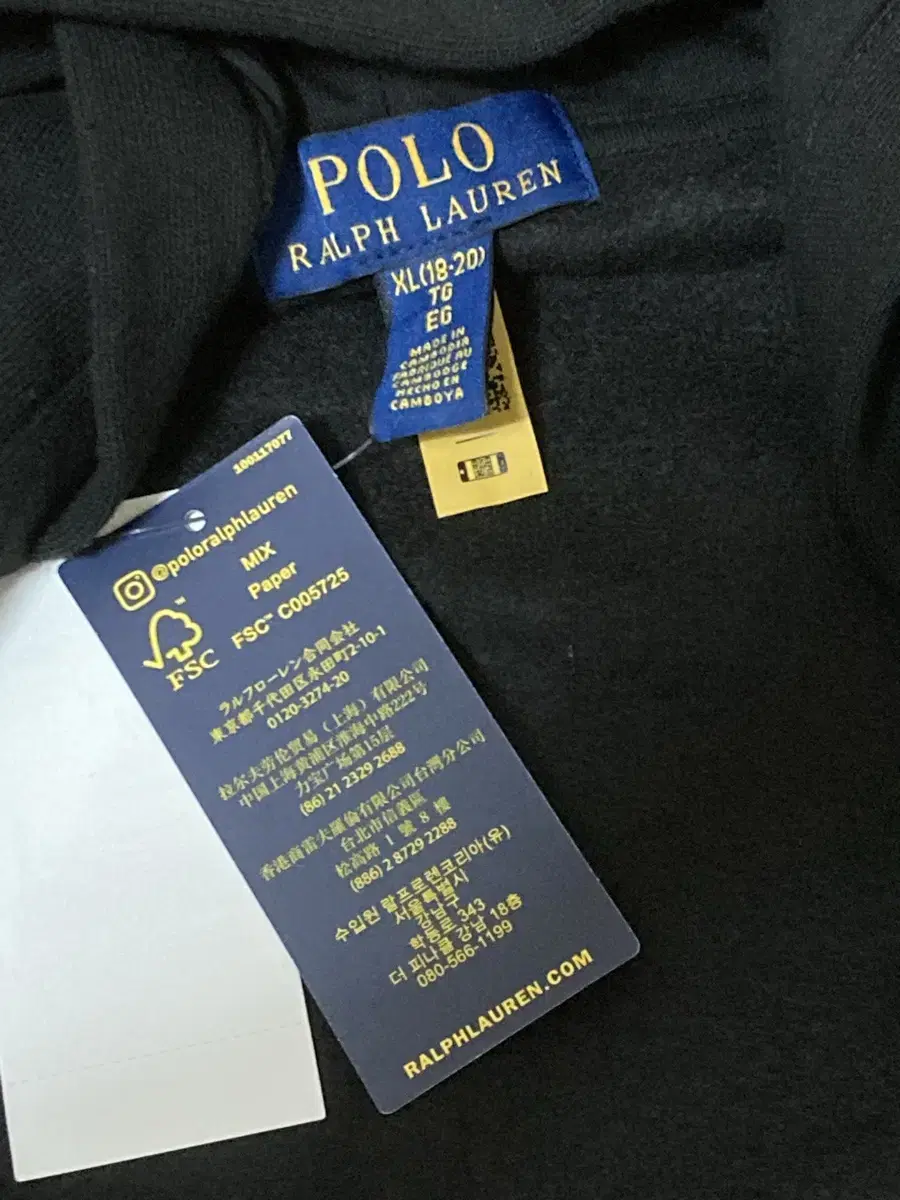 POLO
RALPH LAUREN
XL(18-20)
TG
EG
MADE IN
CAMBODIA
FABRIQUÉ AU
CAMBODGE
HECHO EN
CAMBOYA
100117077
@poloralphlauren
MIX
Paper
FSC™ C005725
FSC
ラルフローレン合同会社
東京都千代田区永田町2-10-1
0120-3274-20
拉尔夫劳伦贸易（上海）有限公司
中国上海黄浦区淮海中路222号
力宝广场第15层
(86) 21 2329 2688
香港商雷夫羅倫有限公司台灣分公司
台北市信義區
松高路 1 號 8 樓
(886) 2 8729 2288
수입원 랄프로렌코리아(유)
서울특별시
강남구
학동로 343
더 피나클 강남 18층
080-566-1199
RALPHLAUREN.COM